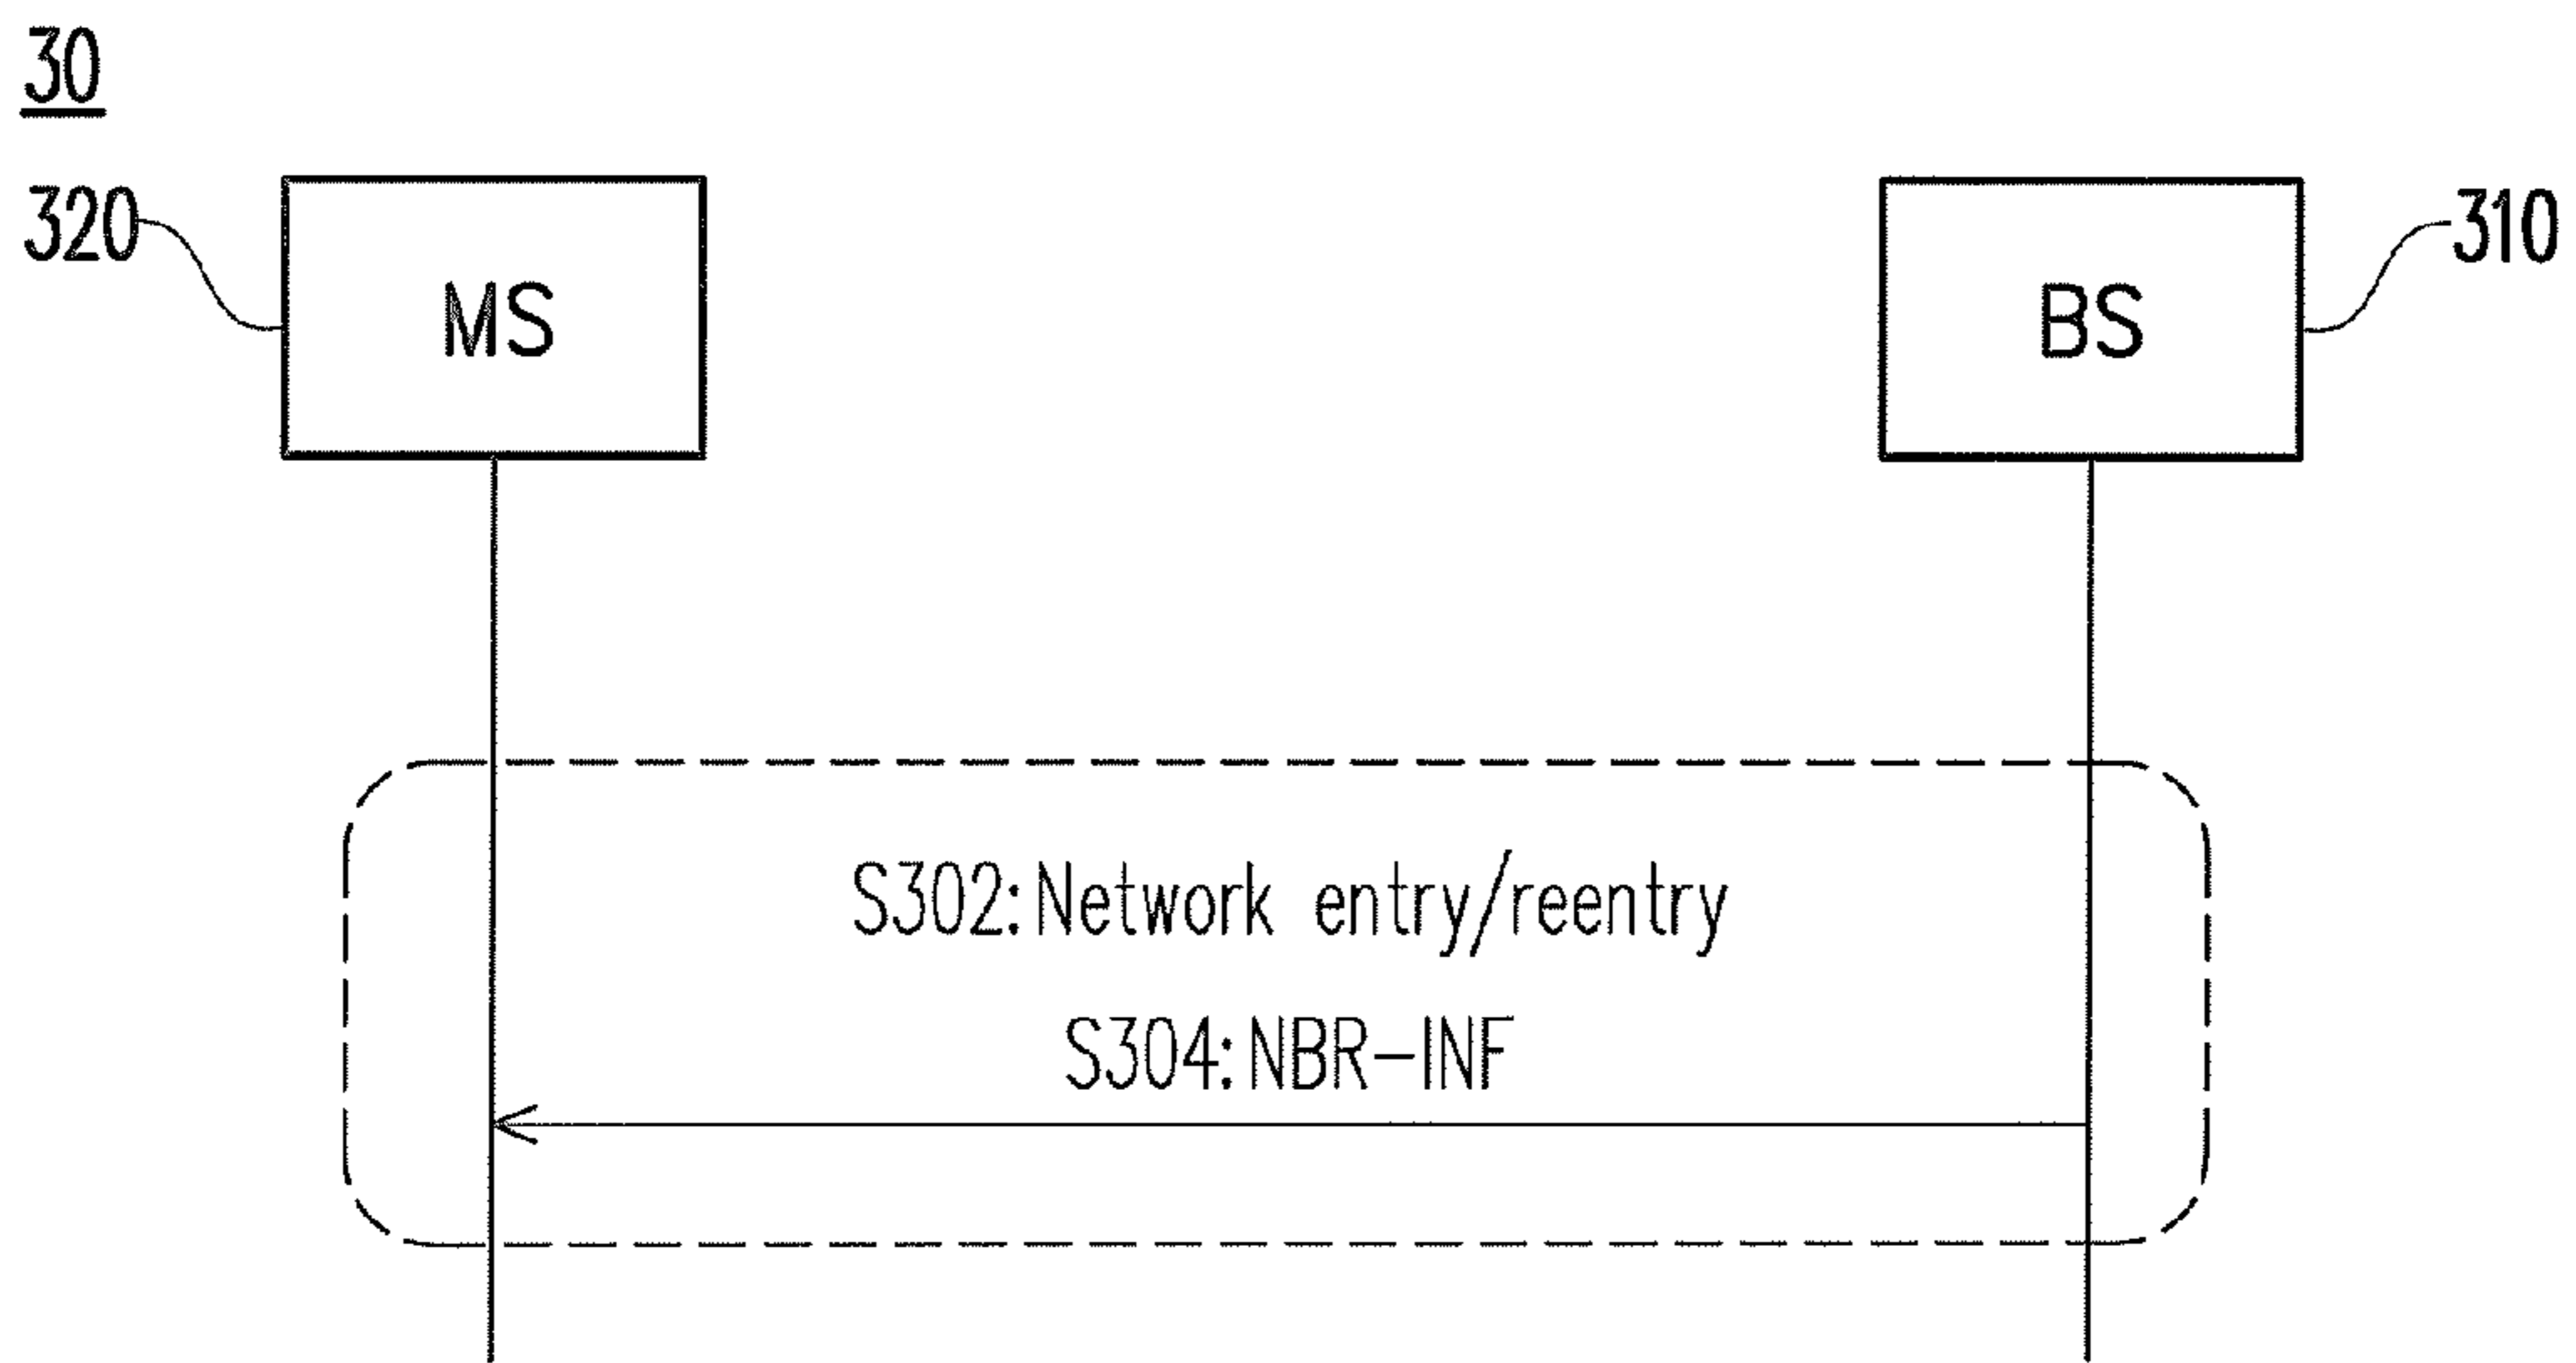 30
320
MS
BS
310
S302:Network entry/reentry
S304:NBR-INF